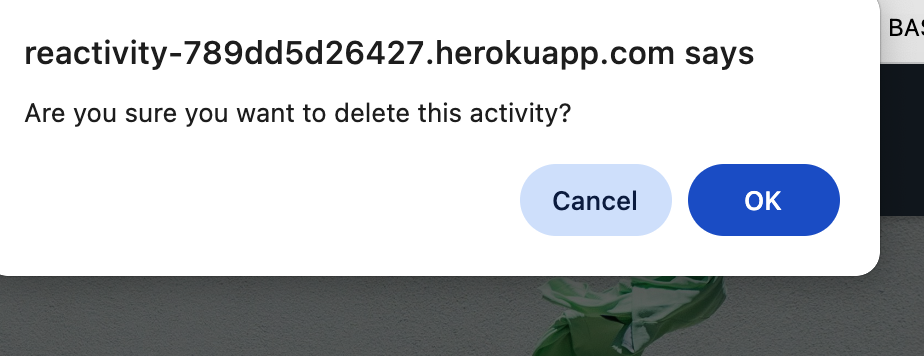 reactivity-789dd5d26427.herokuapp.com says
Are you sure you want to delete this activity?
Cancel
OK